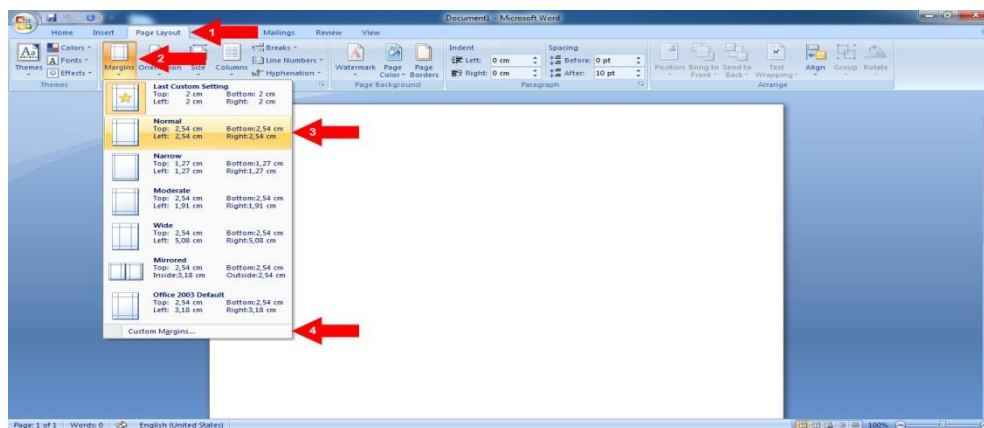 Document1 - Microsoft Word
Home Insert Page Layout 1 Mailings Review View
Themes Colors Fonts Effects
2
Margins Orientation Size Columns
Breaks Line Numbers Hyphenation
Watermark Page Color Page Borders
Indent Spacing
Left: 0 cm Before: 0 pt
Right: 0 cm After: 10 pt
Position Bring to Front Send to Back Text Wrapping Align Group Rotate
Themes Page Background Paragraph Arrange
Last Custom Setting
Top: 2 cm Bottom: 2 cm
Left: 2 cm Right: 2 cm
Normal
Top: 2,54 cm Bottom:2,54 cm
Left: 2,54 cm Right:2,54 cm
3
Narrow
Top: 1,27 cm Bottom:1,27 cm
Left: 1,27 cm Right:1,27 cm
Moderate
Top: 2,54 cm Bottom:2,54 cm
Left: 1,91 cm Right:1,91 cm
Wide
Top: 2,54 cm Bottom:2,54 cm
Left: 5,08 cm Right:5,08 cm
Mirrored
Top: 2,54 cm Bottom:2,54 cm
Inside:3,18 cm Outside:2,54 cm
Office 2003 Default
Top: 2,54 cm Bottom:2,54 cm
Left: 3,18 cm Right:3,18 cm
Custom Margins... 4
Page: 1 of 1 Words: 0 English (United States) 100%